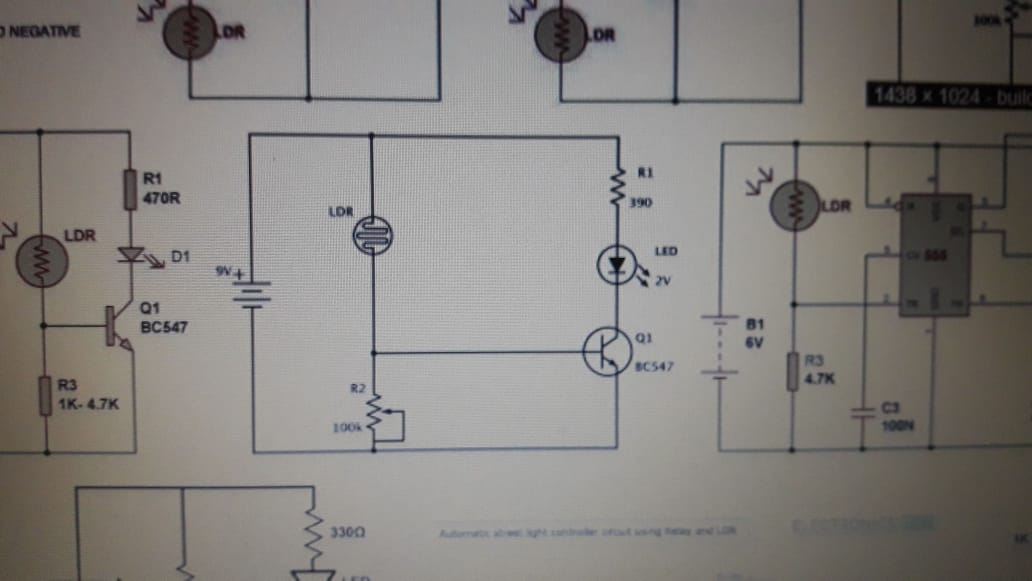 NEGATIVE
LDR
LDR
100k
1438 x 1024 - buil
R1
470R
LDR
D1
Q1
BC547
R3
1K- 4.7K
9V
+
LDR
R1
390
LED
2V
Q1
BC547
R2
100k
LDR
555
B1
6V
R3
4.7K
C3
100N
330Ω
LED
Automatic street light controller circuit using Relay and LDR
ELECTRONICS
1K